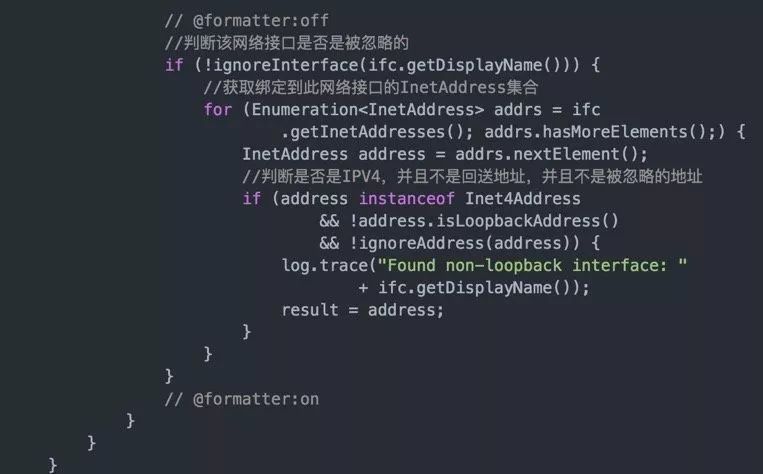 // @formatter:off
//判断该网络接口是否是被忽略的
if (!ignoreInterface(ifc.getDisplayName())) {
//获取绑定到此网络接口的InetAddress集合
for (Enumeration<InetAddress> addrs = ifc
.getInetAddresses(); addrs.hasMoreElements();) {
InetAddress address = addrs.nextElement();
//判断是否是IPV4，并且不是回送地址，并且不是被忽略的地址
if (address instanceof Inet4Address
&& !address.isLoopbackAddress()
&& !ignoreAddress(address)) {
log.trace("Found non-loopback interface: "
+ ifc.getDisplayName());
result = address;
}
}
}
// @formatter:on
}
}
}